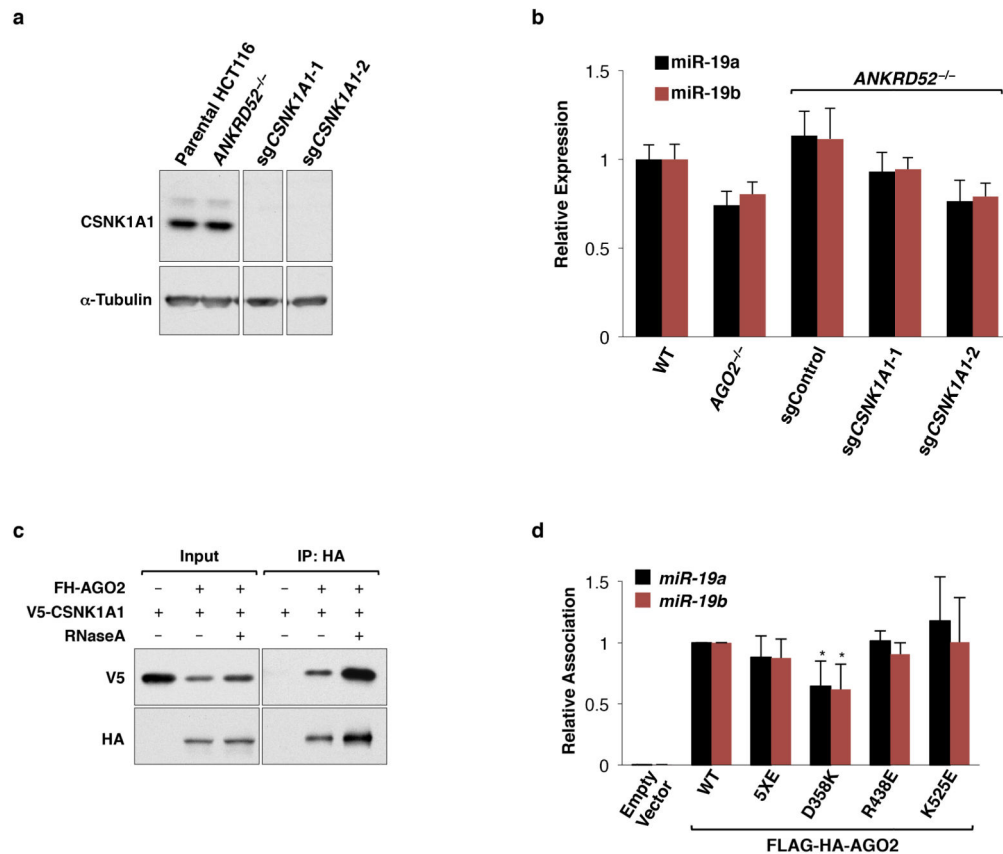 a
Parental HCT116
ANKRD52–/–
sgCSNK1A1-1
sgCSNK1A1-2
CSNK1A1
α-Tubulin
b
miR-19a
miR-19b
ANKRD52–/–
Relative Expression
1.5
1
0.5
0
WT
AGO2–/–
sgControl
sgCSNK1A1-1
sgCSNK1A1-2
c
Input IP: HA
FH-AGO2 – + + – + +
V5-CSNK1A1 + + + + + +
RNaseA – – + – – +
V5
HA
d
miR-19a
miR-19b
Relative Association
1.5
1
0.5
0
* *
Empty
Vector
WT
5XE
D358K
R438E
K525E
FLAG-HA-AGO2